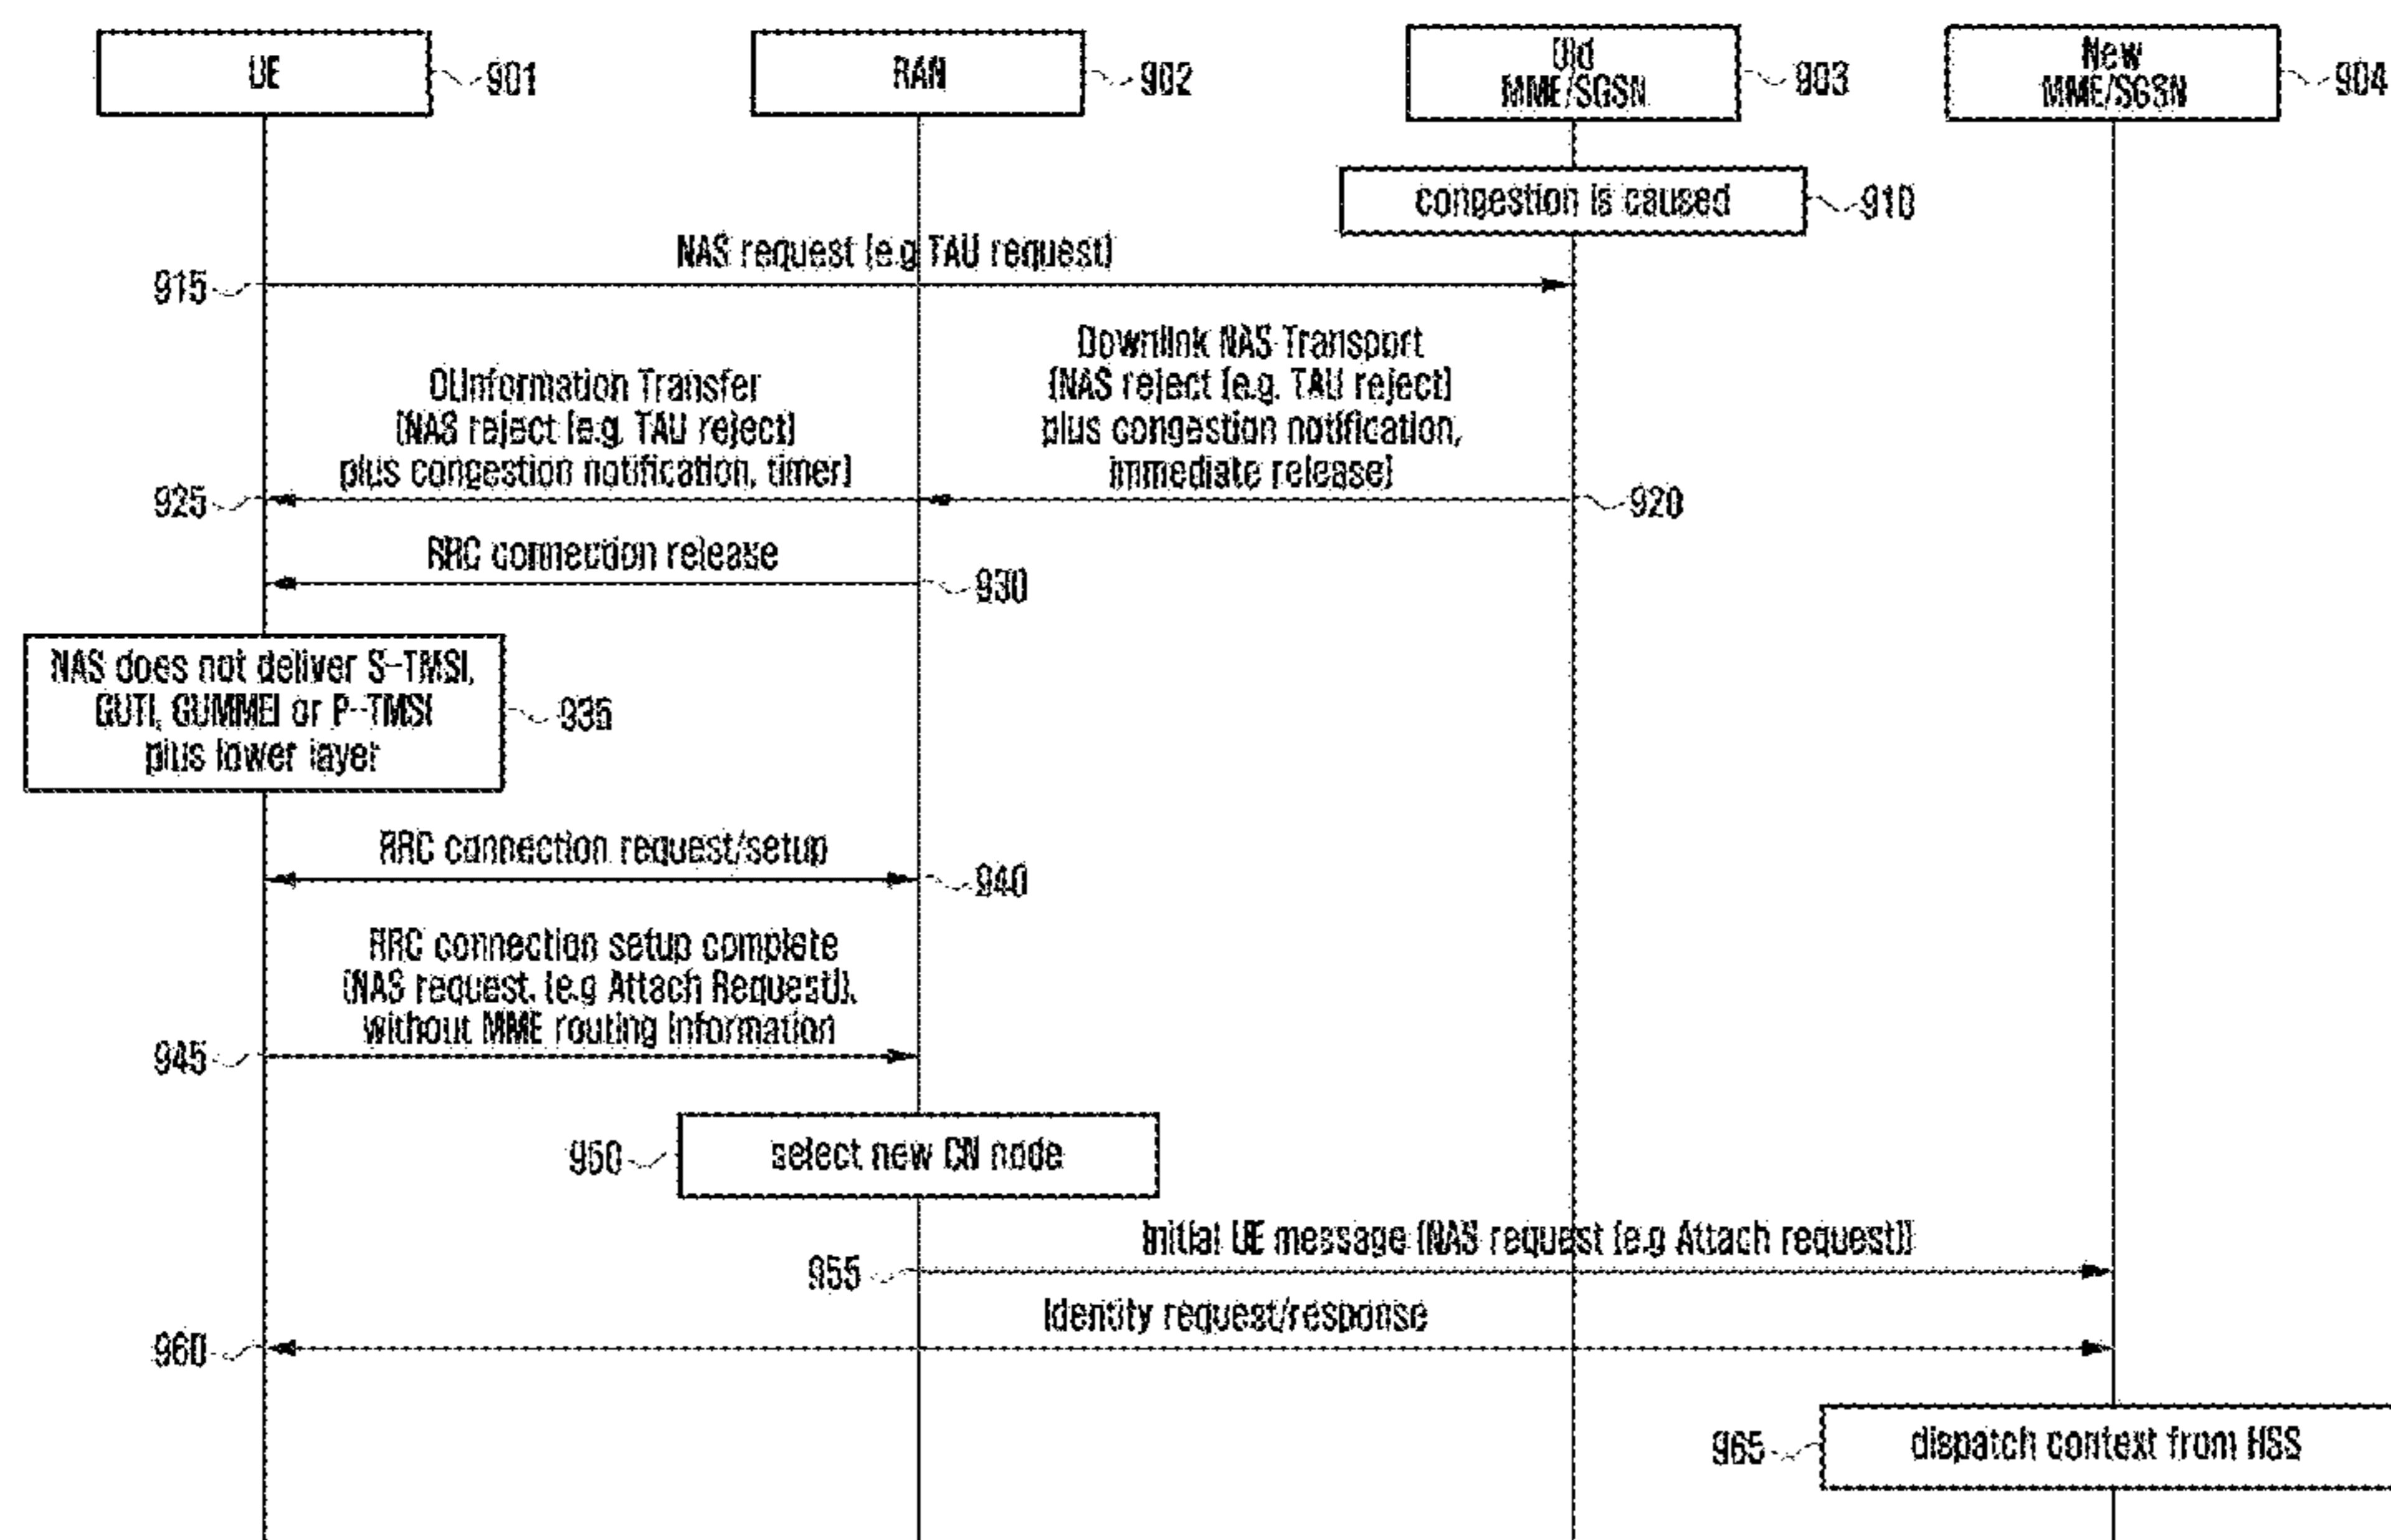 UE
901
RAN
902
Old
MME/SGSN
903
New
MME/SGSN
904
congestion is caused
910
NAS request (e.g TAU request)
915
Downlink NAS Transport
(NAS reject (e.g. TAU reject)
plus congestion notification,
immediate release)
920
DLInformation Transfer
(NAS reject (e.g. TAU reject)
plus congestion notification, timer)
925
RRC connection release
930
NAS does not deliver S-TMSI,
GUTI, GUMMEI or P-TMSI
plus lower layer
935
RRC connection request/setup
940
RRC connection setup complete
(NAS request, (e.g Attach Request)),
without MME routing information
945
select new CN node
950
Initial UE message (NAS request (e.g Attach request))
955
Identity request/response
960
dispatch context from HSS
965